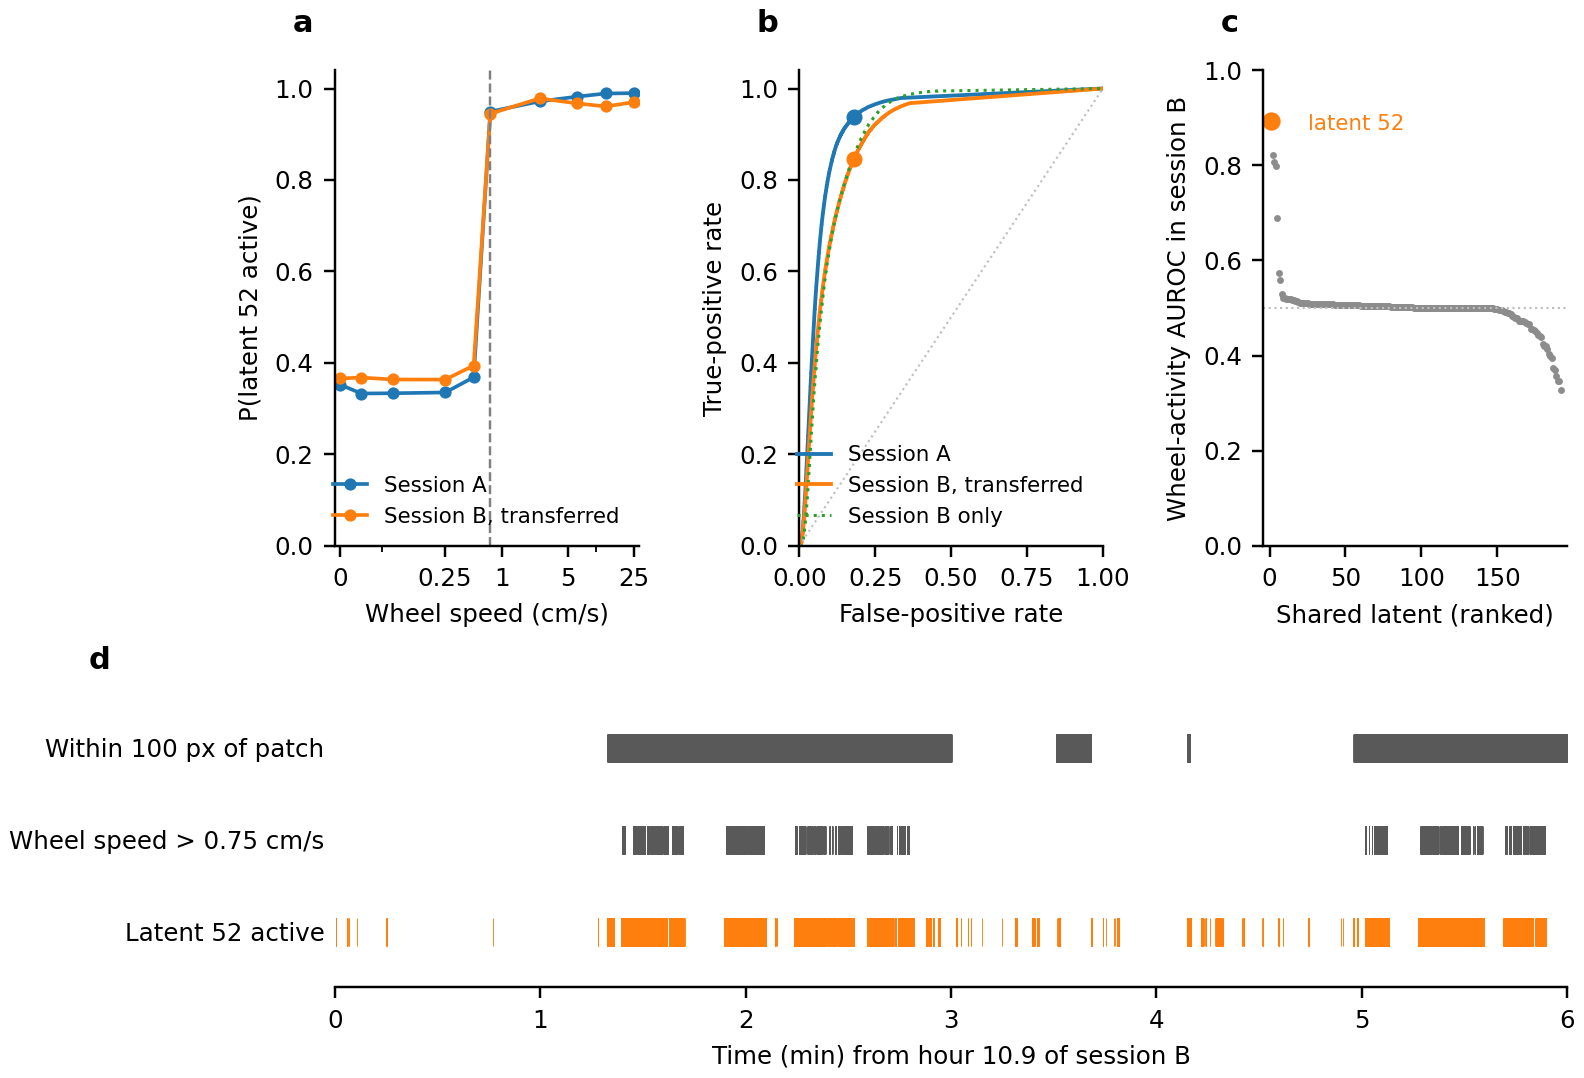 a
b
c
P(latent 52 active)
1.0
0.8
0.6
0.4
0.2
0.0
Session A
Session B, transferred
0
0.25
1
5
25
Wheel speed (cm/s)
True-positive rate
1.0
0.8
0.6
0.4
0.2
0.0
Session A
Session B, transferred
Session B only
0.00
0.25
0.50
0.75
1.00
False-positive rate
Wheel-activity AUROC in session B
1.0
0.8
0.6
0.4
0.2
0.0
latent 52
0
50
100
150
Shared latent (ranked)
d
Within 100 px of patch
Wheel speed > 0.75 cm/s
Latent 52 active
0
1
2
3
4
5
6
Time (min) from hour 10.9 of session B